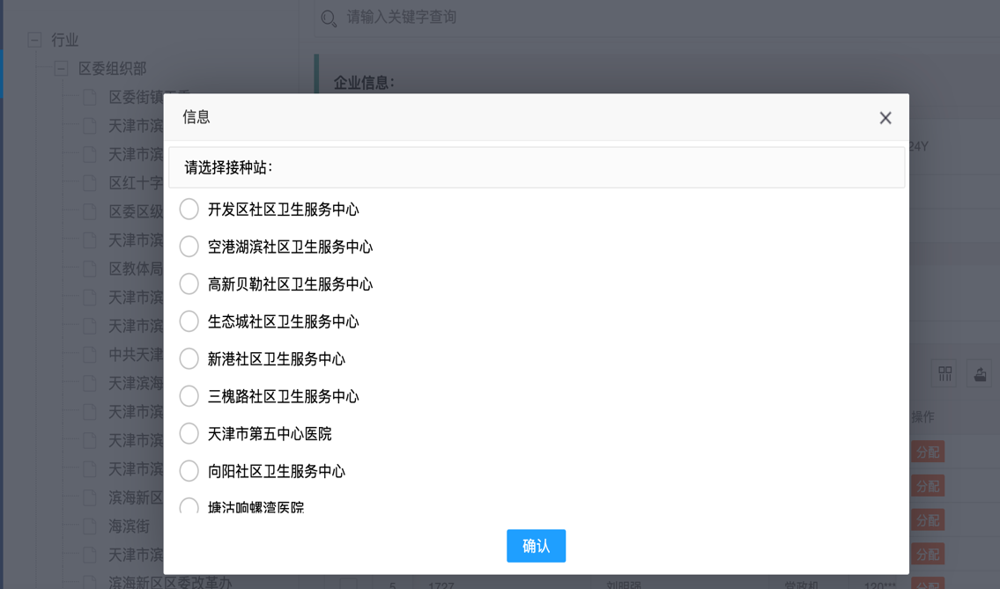 请输入关键字查询
行业
区委组织部
企业信息：
区委街镇
天津市滨
天津市滨
区红十字
区委区级
天津市滨
区教体局
天津市滨
天津市滨
中共天津
天津滨海
天津市滨
天津市滨
天津市滨
滨海新区
海滨街
天津市滨
滨海新区区委改革办
信息
请选择接种站：
开发区社区卫生服务中心
空港湖滨社区卫生服务中心
高新贝勒社区卫生服务中心
生态城社区卫生服务中心
新港社区卫生服务中心
三槐路社区卫生服务中心
天津市第五中心医院
向阳社区卫生服务中心
塘沽响螺湾医院
确认
24Y
操作
分配
分配
分配
分配
分配
5 1727 刘明强 党政机 120***